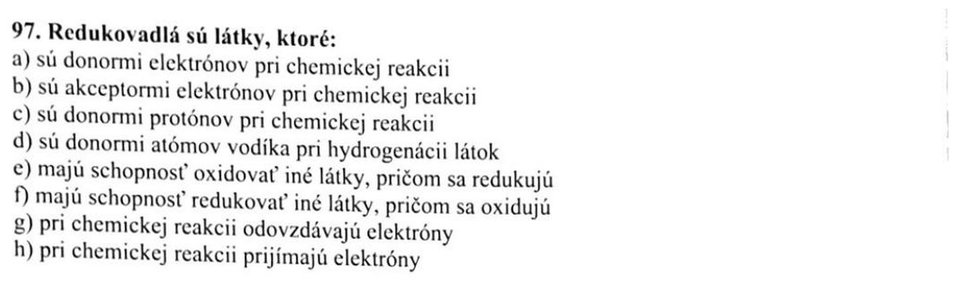 97. Redukovadlá sú látky, ktoré:
a) sú donormi elektrónov pri chemickej reakcii
b) sú akceptormi elektrónov pri chemickej reakcii
c) sú donormi protónov pri chemickej reakcii
d) sú donormi atómov vodíka pri hydrogenácii látok
e) majú schopnosť oxidovať iné látky, pričom sa redukujú
f) majú schopnosť redukovať iné látky, pričom sa oxidujú
g) pri chemickej reakcii odovzdávajú elektróny
h) pri chemickej reakcii prijímajú elektróny